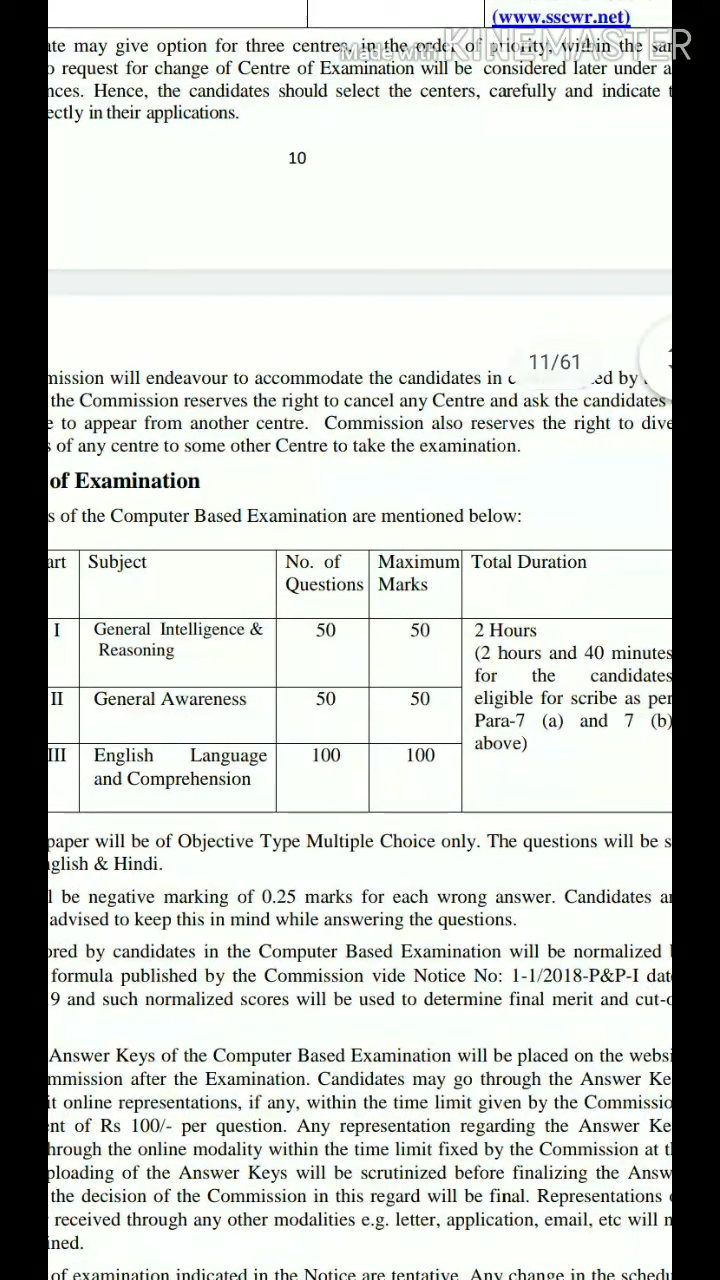 (www.sscwr.net)
Made with KINEMASTER
te may give option for three centres, in the order of priority, within the
request for change of Centre of Examination will be considered later under
nces. Hence, the candidates should select the centers, carefully and indicate
ectly in their applications.
10
11/61
mission will endeavour to accommodate the candidates in ed by
the Commission reserves the right to cancel any Centre and ask the candidates
e to appear from another centre. Commission also reserves the right to dive
s of any centre to some other Centre to take the examination.
of Examination
s of the Computer Based Examination are mentioned below:
art Subject No. of Questions Maximum Marks Total Duration
I General Intelligence & Reasoning 50 50 2 Hours
(2 hours and 40 minutes
for the candidates
eligible for scribe as per
Para-7 (a) and 7 (b)
above)
II General Awareness 50 50
III English Language and Comprehension 100 100
paper will be of Objective Type Multiple Choice only. The questions will be s
glish & Hindi.
l be negative marking of 0.25 marks for each wrong answer. Candidates
advised to keep this in mind while answering the questions.
ored by candidates in the Computer Based Examination will be normalized
formula published by the Commission vide Notice No: 1-1/2018-P&P-I dat
9 and such normalized scores will be used to determine final merit and cut-
Answer Keys of the Computer Based Examination will be placed on the websi
mmission after the Examination. Candidates may go through the Answer Ke
it online representations, if any, within the time limit given by the Commissio
nt of Rs 100/- per question. Any representation regarding the Answer Ke
hrough the online modality within the time limit fixed by the Commission at t
ploading of the Answer Keys will be scrutinized before finalizing the Answ
the decision of the Commission in this regard will be final. Representations
received through any other modalities e.g. letter, application, email, etc will
ined.
of examination indicated in the Notice are tentative. Any change in the schedu